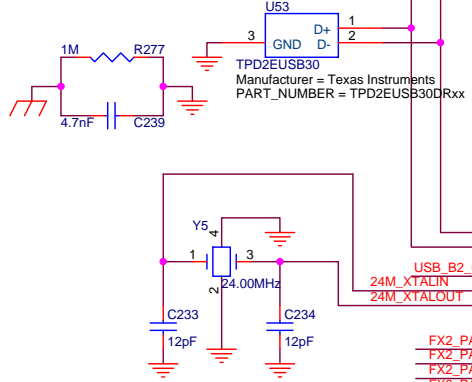 U53
1M
R277
3
GND
D+
D-
1
2
TPD2EUSB30
Manufacturer = Texas Instruments
PART_NUMBER = TPD2EUSB30DRxx
4.7nF
C239
Y5
4
1
3
2
24.00MHz
USB_B2_
24M_XTALIN
24M_XTALOUT
C233
12pF
C234
12pF
FX2_PA
FX2_PA
FX2_PA